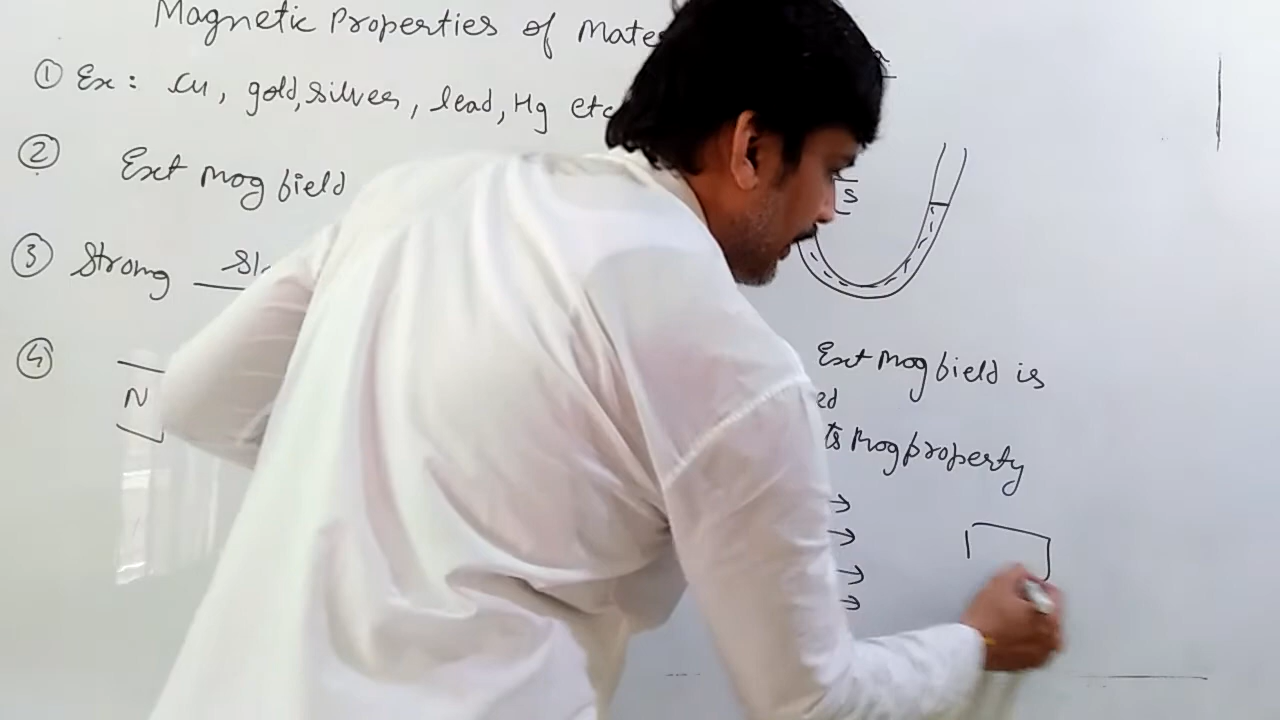 Magnetic Properties of Mate
① Ex: Cu, gold, silver, lead, Hg etc
② Ext mag field
S
③ Strong
④
N
Ext mag field is
ed
ts mag property